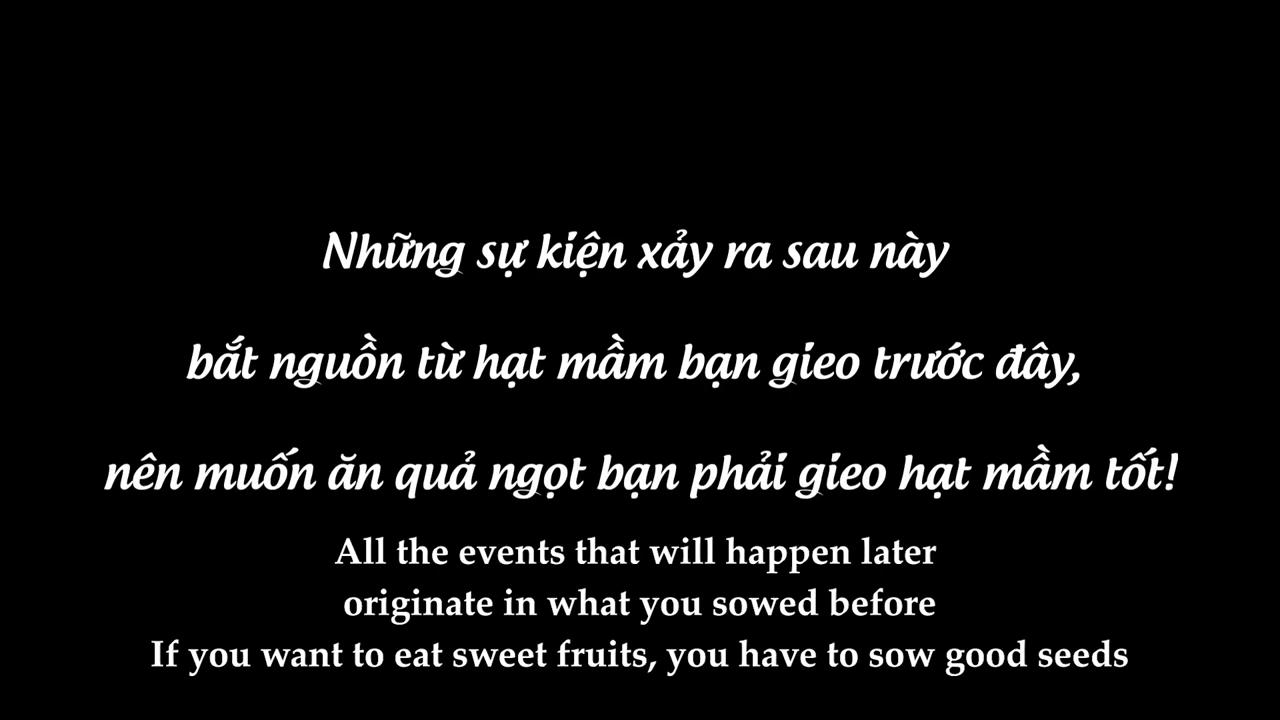 Những sự kiện xảy ra sau này
bắt nguồn từ hạt mầm bạn gieo trước đây,
nên muốn ăn quả ngọt bạn phải gieo hạt mầm tốt!
All the events that will happen later
originate in what you sowed before
If you want to eat sweet fruits, you have to sow good seeds